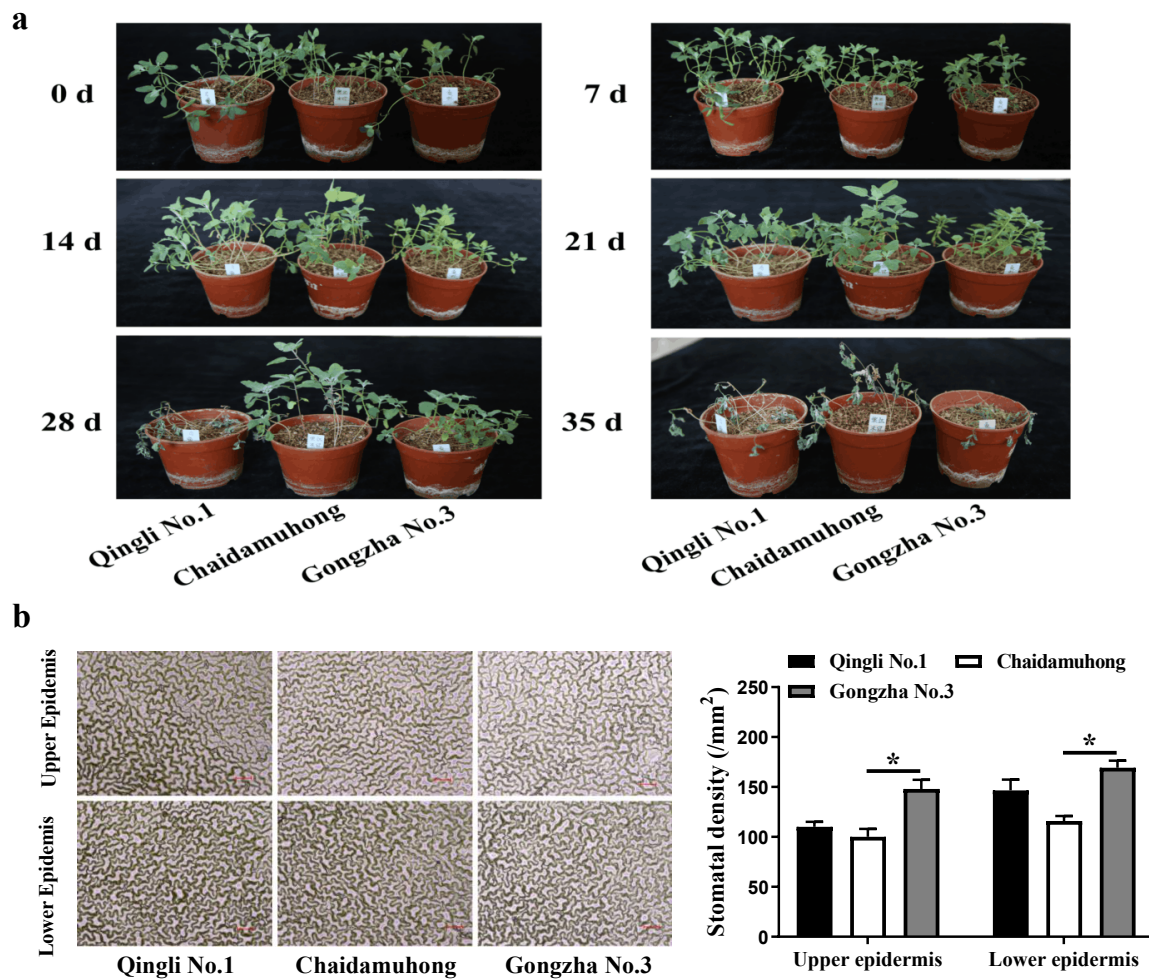 a
0 d
7 d
14 d
21 d
28 d
35 d
Qingli No.1
Chaidamuhong
Gongzha No.3
Qingli No.1
Chaidamuhong
Gongzha No.3
b
Upper Epidemis
Lower Epidemis
Qingli No.1
Chaidamuhong
Gongzha No.3
Qingli No.1
Chaidamuhong
Gongzha No.3
Stomatal density (/mm²)
250
200
150
100
50
0
*
*
Upper epidermis
Lower epidermis